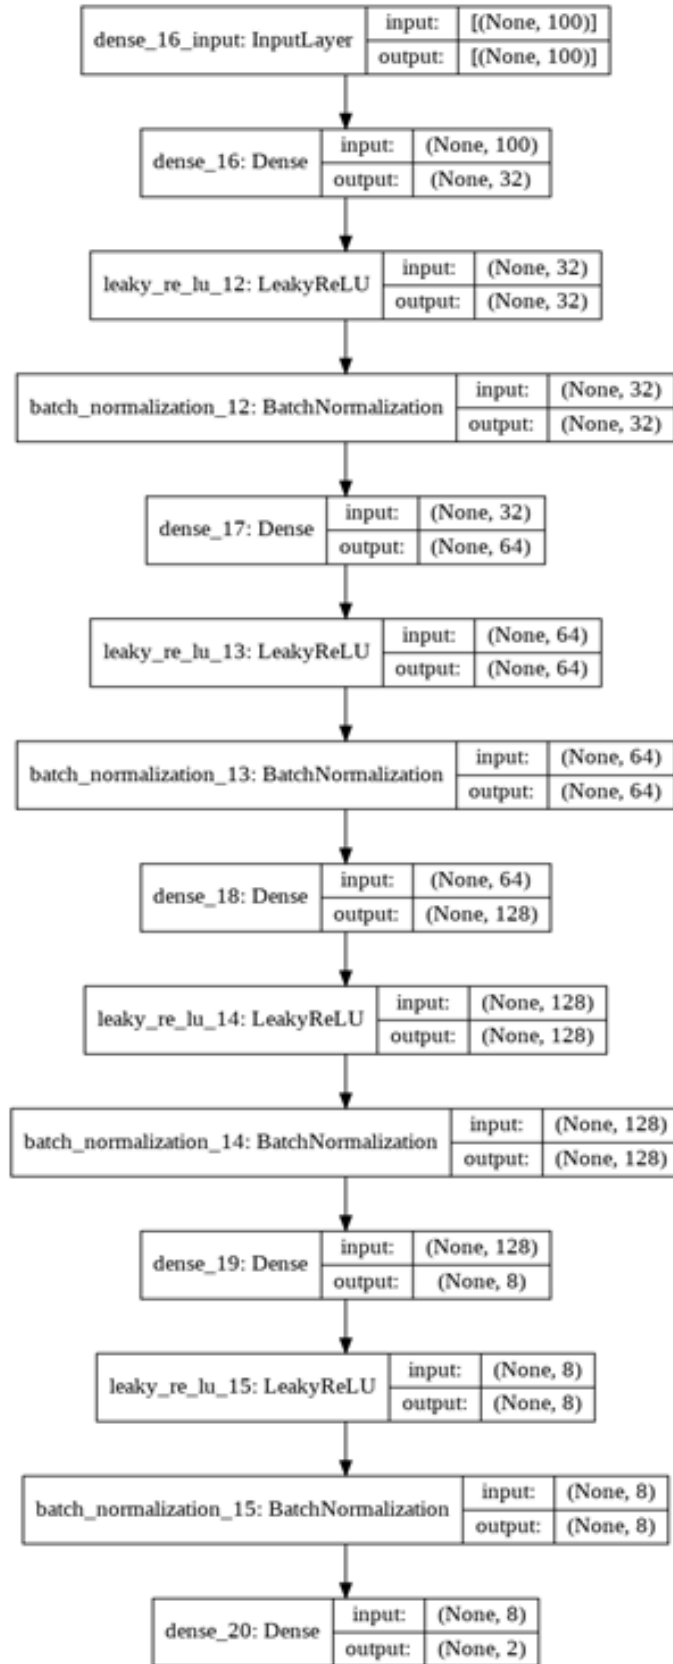 dense_16_input: InputLayer
input: [(None, 100)]
output: [(None, 100)]
dense_16: Dense
input: (None, 100)
output: (None, 32)
leaky_re_lu_12: LeakyReLU
input: (None, 32)
output: (None, 32)
batch_normalization_12: BatchNormalization
input: (None, 32)
output: (None, 32)
dense_17: Dense
input: (None, 32)
output: (None, 64)
leaky_re_lu_13: LeakyReLU
input: (None, 64)
output: (None, 64)
batch_normalization_13: BatchNormalization
input: (None, 64)
output: (None, 64)
dense_18: Dense
input: (None, 64)
output: (None, 128)
leaky_re_lu_14: LeakyReLU
input: (None, 128)
output: (None, 128)
batch_normalization_14: BatchNormalization
input: (None, 128)
output: (None, 128)
dense_19: Dense
input: (None, 128)
output: (None, 8)
leaky_re_lu_15: LeakyReLU
input: (None, 8)
output: (None, 8)
batch_normalization_15: BatchNormalization
input: (None, 8)
output: (None, 8)
dense_20: Dense
input: (None, 8)
output: (None, 2)